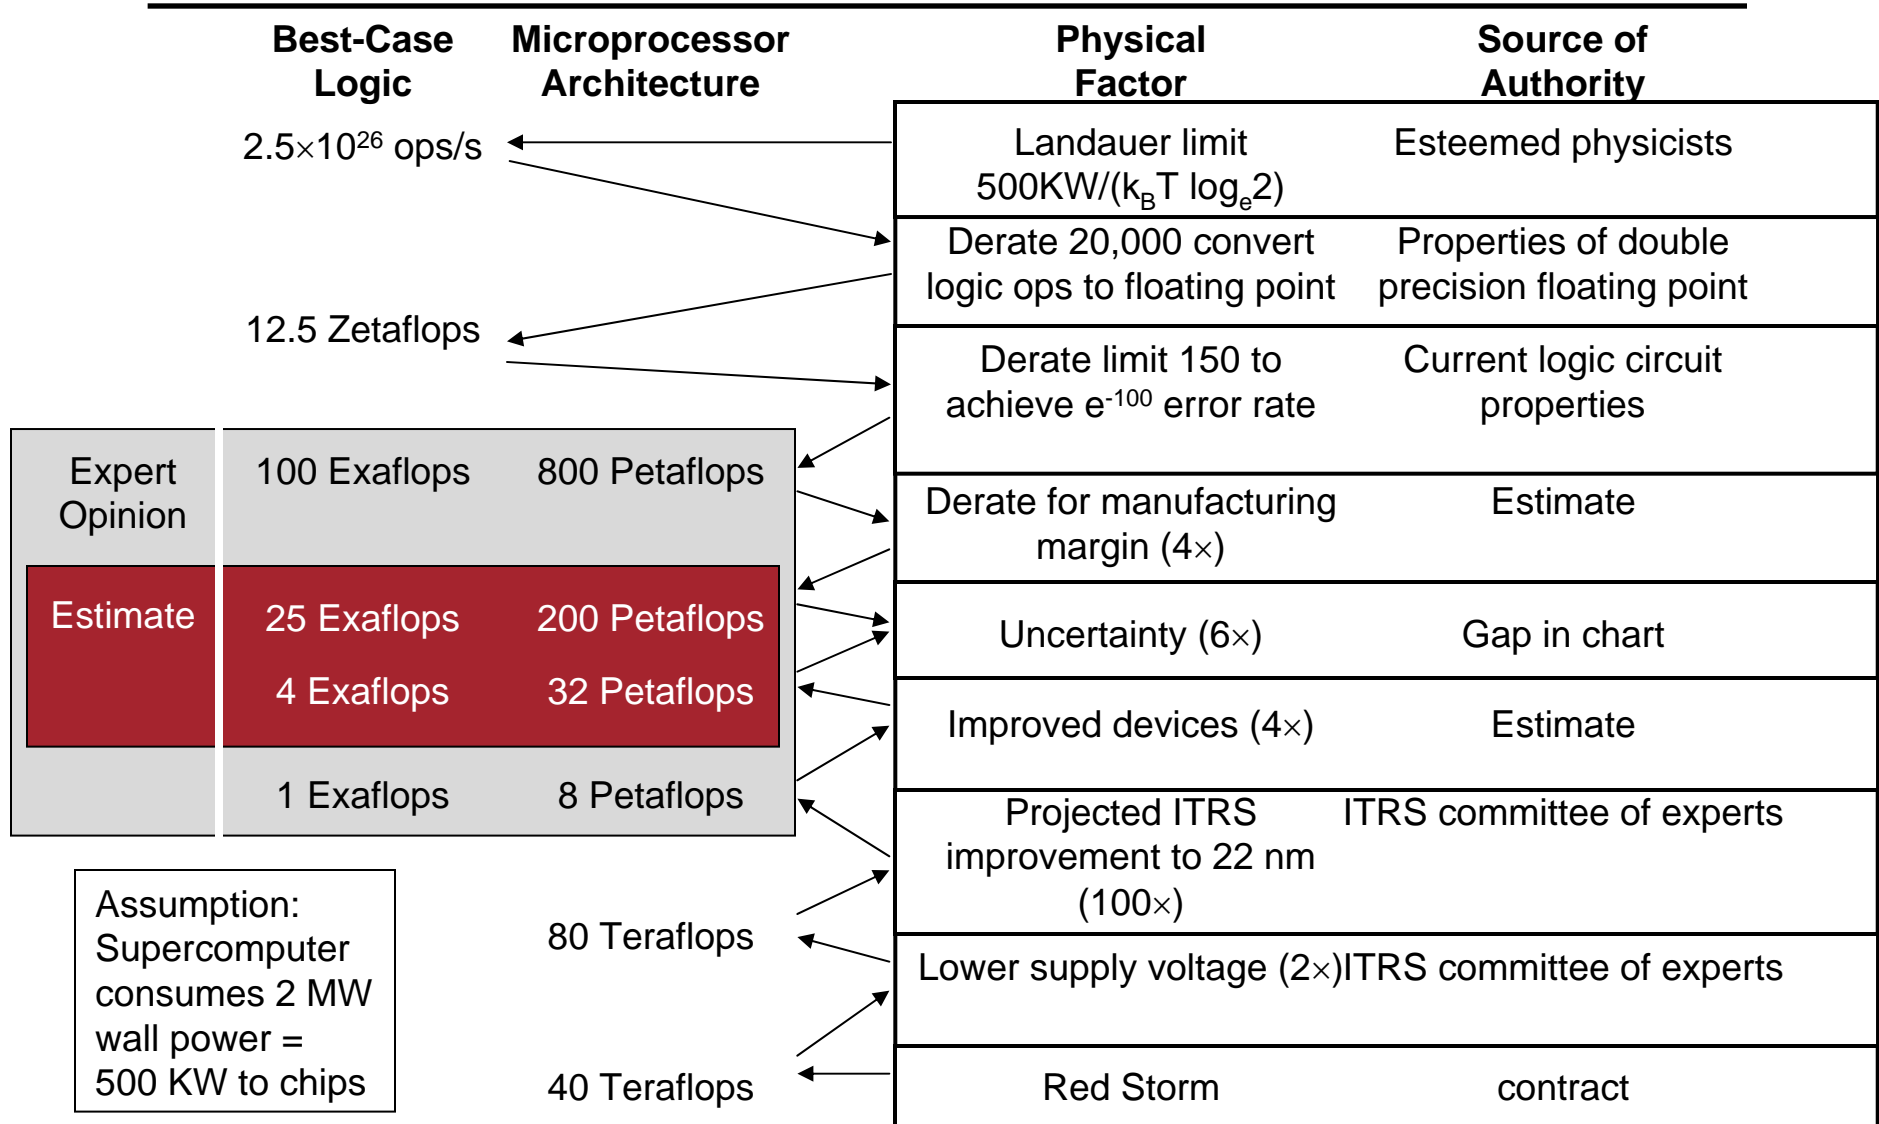 Best-Case Logic
Microprocessor Architecture
Physical Factor
Source of Authority
2.5×10²⁶ ops/s
Landauer limit
500KW/(k_BT log_e2)
Esteemed physicists
Derate 20,000 convert
logic ops to floating point
Properties of double
precision floating point
12.5 Zetaflops
Derate limit 150 to
achieve e⁻¹⁰⁰ error rate
Current logic circuit
properties
Expert
Opinion
100 Exaflops
800 Petaflops
Derate for manufacturing
margin (4×)
Estimate
Estimate
25 Exaflops
200 Petaflops
Uncertainty (6×)
Gap in chart
4 Exaflops
32 Petaflops
Improved devices (4×)
Estimate
1 Exaflops
8 Petaflops
Projected ITRS
improvement to 22 nm
(100×)
ITRS committee of experts
Assumption:
Supercomputer
consumes 2 MW
wall power =
500 KW to chips
80 Teraflops
Lower supply voltage (2×)
ITRS committee of experts
40 Teraflops
Red Storm
contract